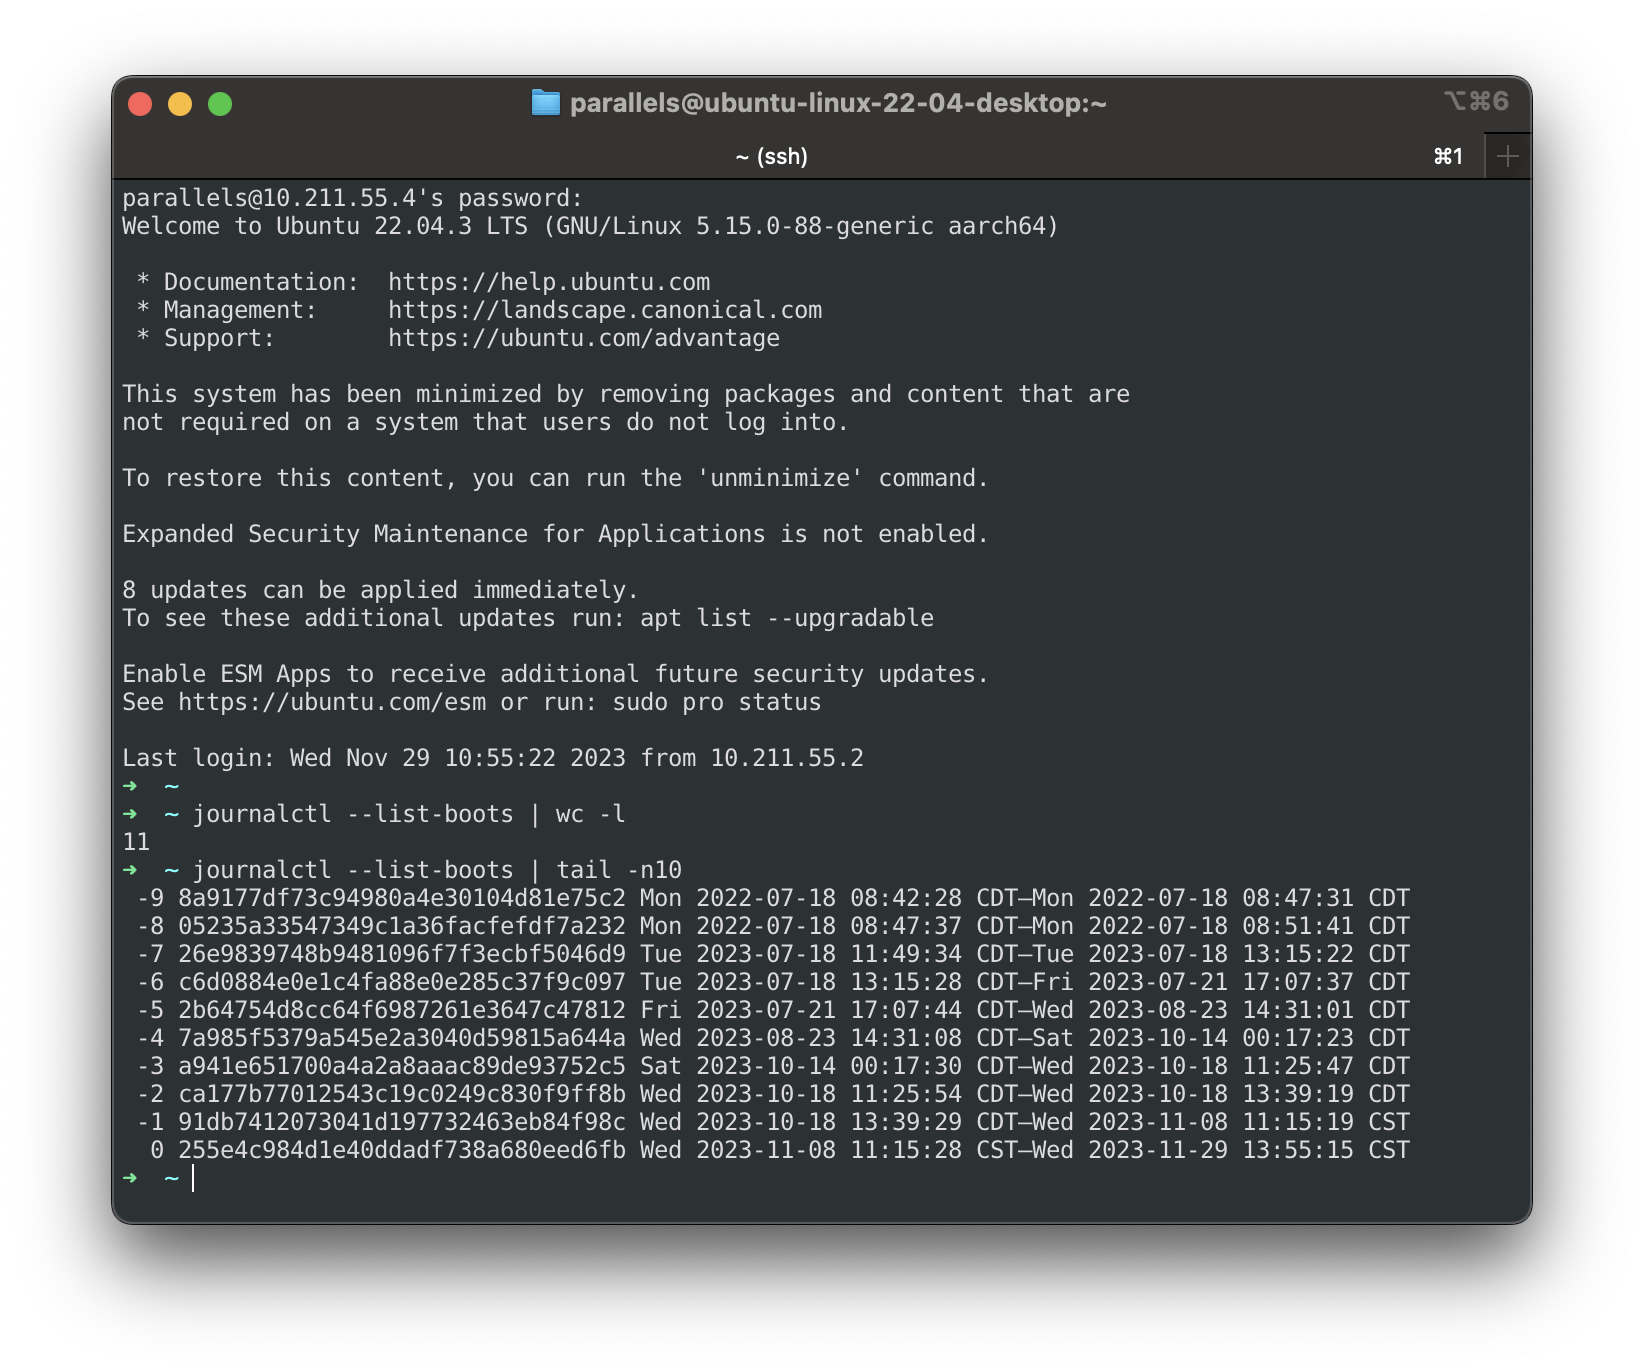 parallels@ubuntu-linux-22-04-desktop:~ ⌥⌘6
~ (ssh) ⌘1
parallels@10.211.55.4's password:
Welcome to Ubuntu 22.04.3 LTS (GNU/Linux 5.15.0-88-generic aarch64)
* Documentation:  https://help.ubuntu.com
* Management:     https://landscape.canonical.com
* Support:        https://ubuntu.com/advantage
This system has been minimized by removing packages and content that are
not required on a system that users do not log into.
To restore this content, you can run the 'unminimize' command.
Expanded Security Maintenance for Applications is not enabled.
8 updates can be applied immediately.
To see these additional updates run: apt list --upgradable
Enable ESM Apps to receive additional future security updates.
See https://ubuntu.com/esm or run: sudo pro status
Last login: Wed Nov 29 10:55:22 2023 from 10.211.55.2
➜  ~
➜  ~ journalctl --list-boots | wc -l
11
➜  ~ journalctl --list-boots | tail -n10
-9 8a9177df73c94980a4e30104d81e75c2 Mon 2022-07-18 08:42:28 CDT—Mon 2022-07-18 08:47:31 CDT
-8 05235a33547349c1a36facfefdf7a232 Mon 2022-07-18 08:47:37 CDT—Mon 2022-07-18 08:51:41 CDT
-7 26e9839748b9481096f7f3ecbf5046d9 Tue 2023-07-18 11:49:34 CDT—Tue 2023-07-18 13:15:22 CDT
-6 c6d0884e0e1c4fa88e0e285c37f9c097 Tue 2023-07-18 13:15:28 CDT—Fri 2023-07-21 17:07:37 CDT
-5 2b64754d8cc64f6987261e3647c47812 Fri 2023-07-21 17:07:44 CDT—Wed 2023-08-23 14:31:01 CDT
-4 7a985f5379a545e2a3040d59815a644a Wed 2023-08-23 14:31:08 CDT—Sat 2023-10-14 00:17:23 CDT
-3 a941e651700a4a2a8aaac89de93752c5 Sat 2023-10-14 00:17:30 CDT—Wed 2023-10-18 11:25:47 CDT
-2 ca177b77012543c19c0249c830f9ff8b Wed 2023-10-18 11:25:54 CDT—Wed 2023-10-18 13:39:19 CDT
-1 91db7412073041d197732463eb84f98c Wed 2023-10-18 13:39:29 CDT—Wed 2023-11-08 11:15:19 CST
0 255e4c984d1e40ddadf738a680eed6fb Wed 2023-11-08 11:15:28 CST—Wed 2023-11-29 13:55:15 CST
➜  ~